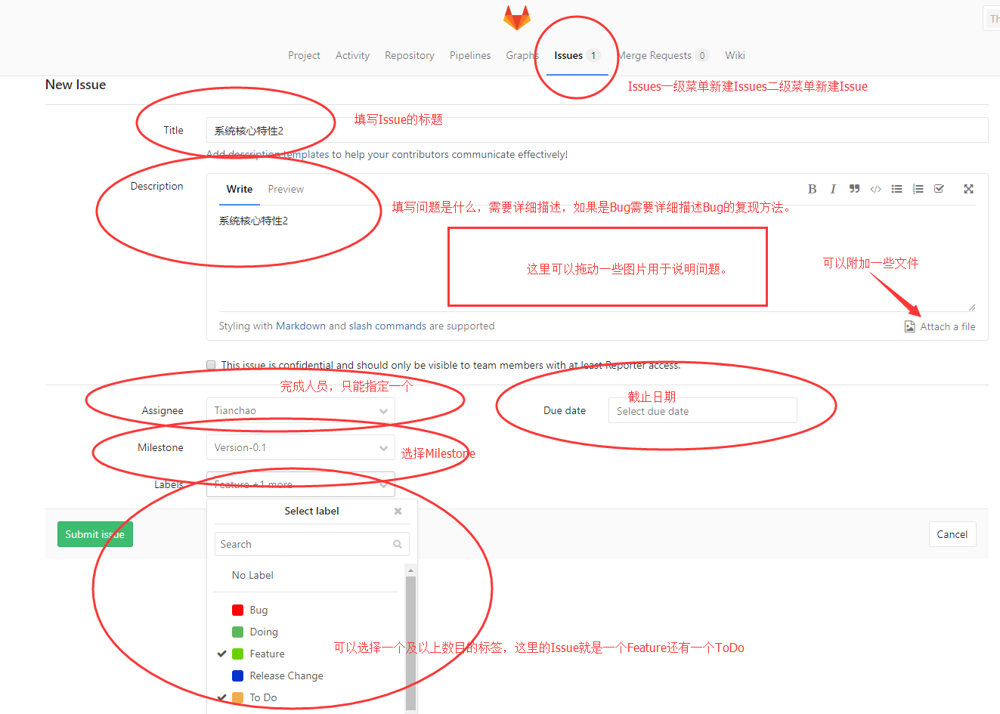 Th
Project Activity Repository Pipelines Graphs Issues 1 Merge Requests 0 Wiki
New Issue
Issues一级菜单新建Issues二级菜单新建Issue
填写Issue的标题
Title 系统核心特性2
Add description templates to help your contributors communicate effectively!
Description Write Preview
填写问题是什么，需要详细描述，如果是Bug需要详细描述Bug的复现方法。
系统核心特性2
这里可以拖动一些图片用于说明问题。
可以附加一些文件
Styling with Markdown and slash commands are supported Attach a file
This issue is confidential and should only be visible to team members with at least Reporter access.
完成人员，只能指定一个
截止日期
Assignee Tianchao Due date Select due date
Milestone Version-0.1
选择Milestone
Labels Feature +1 more
Select label
Submit issue Cancel
Search
No Label
Bug
Doing
Feature
可以选择一个及以上数目的标签，这里的Issue就是一个Feature还有一个ToDo
Release Change
To Do